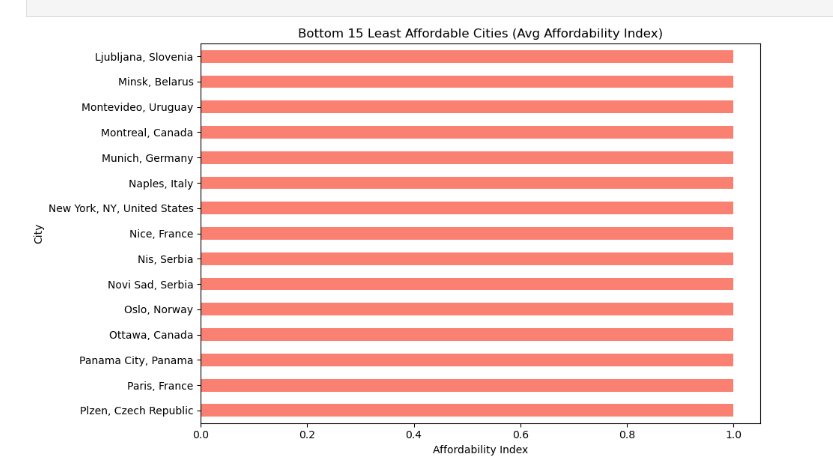 Bottom 15 Least Affordable Cities (Avg Affordability Index)
Ljubljana, Slovenia
Minsk, Belarus
Montevideo, Uruguay
Montreal, Canada
Munich, Germany
Naples, Italy
New York, NY, United States
Nice, France
Nis, Serbia
Novi Sad, Serbia
Oslo, Norway
Ottawa, Canada
Panama City, Panama
Paris, France
Plzen, Czech Republic
City
0.0 0.2 0.4 0.6 0.8 1.0
Affordability Index